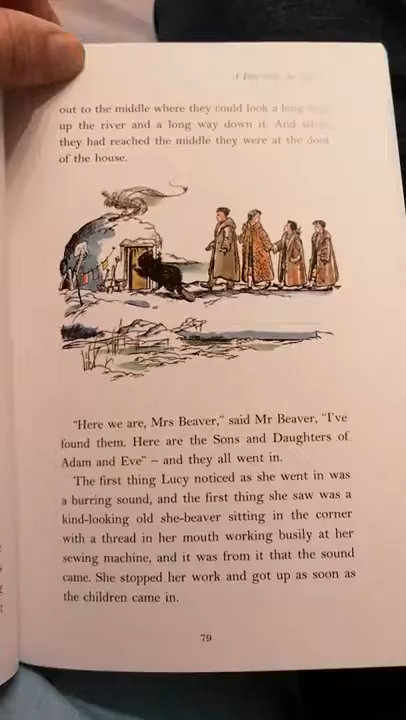 A Day with the
out to the middle where they could look a long
up the river and a long way down it. And when
they had reached the middle they were at the door
of the house.
"Here we are, Mrs Beaver," said Mr Beaver, "I've
found them. Here are the Sons and Daughters of
Adam and Eve" – and they all went in.
The first thing Lucy noticed as she went in was
a burring sound, and the first thing she saw was a
kind-looking old she-beaver sitting in the corner
with a thread in her mouth working busily at her
sewing machine, and it was from it that the sound
came. She stopped her work and got up as soon as
the children came in.
79